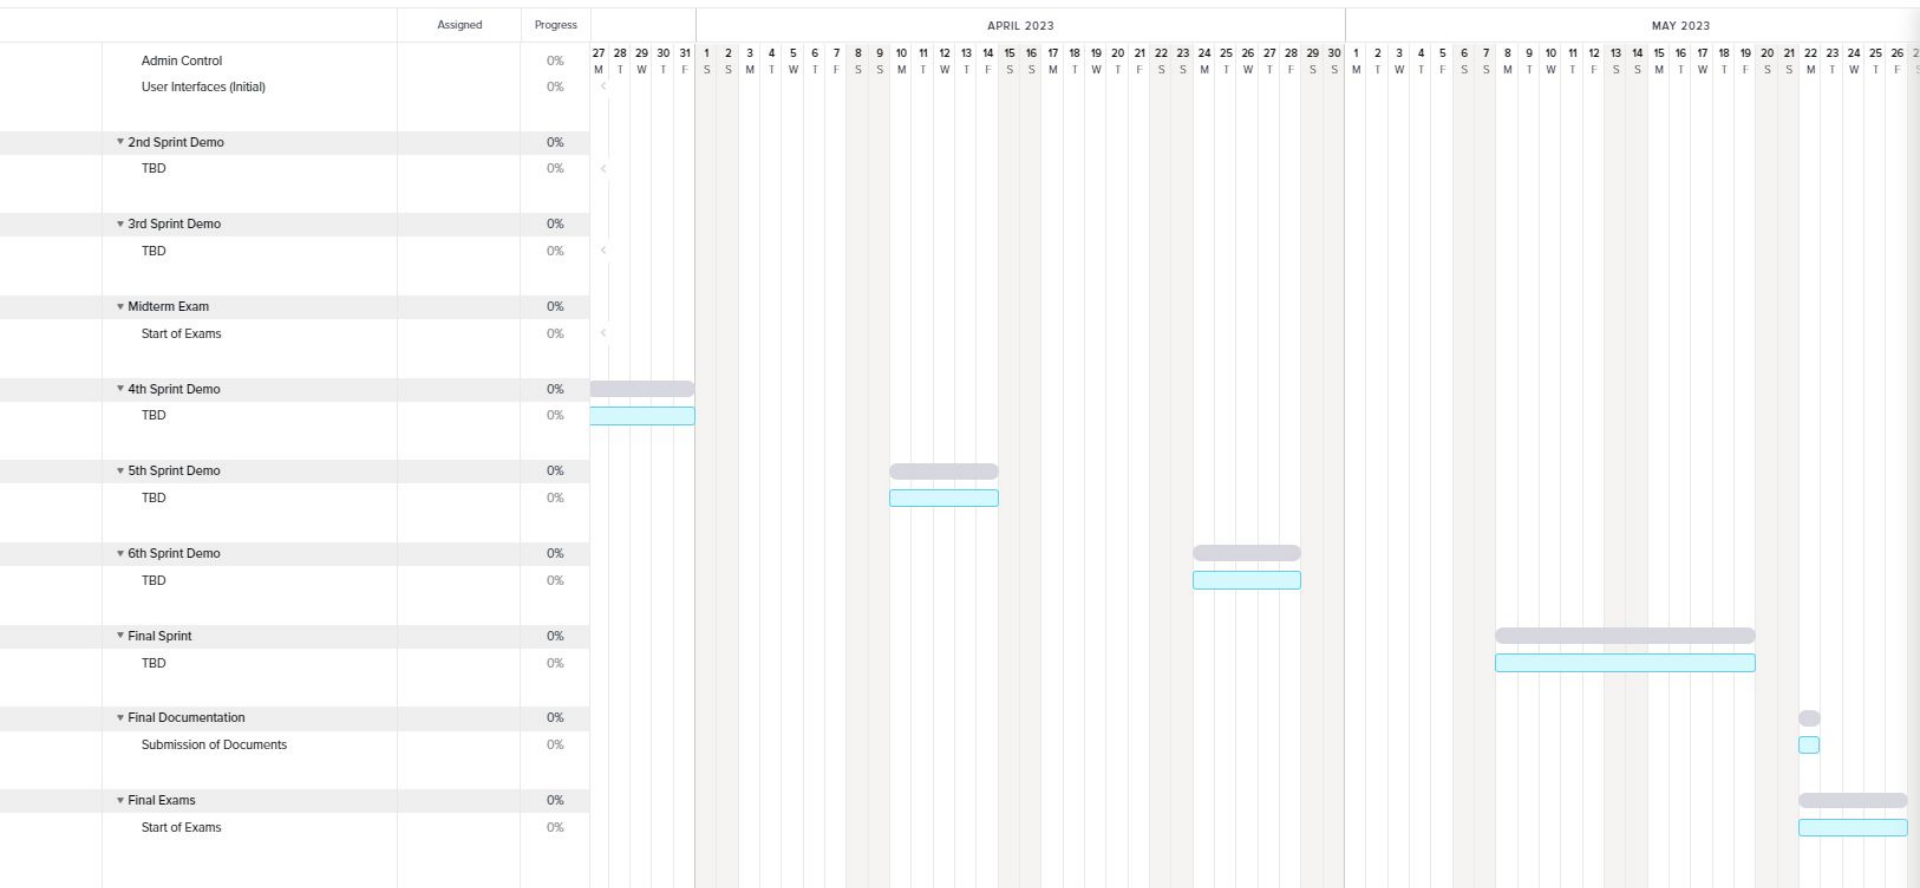 Assigned Progress APRIL 2023 MAY 2023
27 28 29 30 31 1 2 3 4 5 6 7 8 9 10 11 12 13 14 15 16 17 18 19 20 21 22 23 24 25 26 27 28 29 30 1 2 3 4 5 6 7 8 9 10 11 12 13 14 15 16 17 18 19 20 21 22 23 24 25 26
M T W T F S S M T W T F S S M T W T F S S M T W T F S S M T W T F S S M T W T F S S M T W T F S S M T W T F S S M T W T F
Admin Control 0%
User Interfaces (Initial) 0%
2nd Sprint Demo 0%
TBD 0%
3rd Sprint Demo 0%
TBD 0%
Midterm Exam 0%
Start of Exams 0%
4th Sprint Demo 0%
TBD 0%
5th Sprint Demo 0%
TBD 0%
6th Sprint Demo 0%
TBD 0%
Final Sprint 0%
TBD 0%
Final Documentation 0%
Submission of Documents 0%
Final Exams 0%
Start of Exams 0%